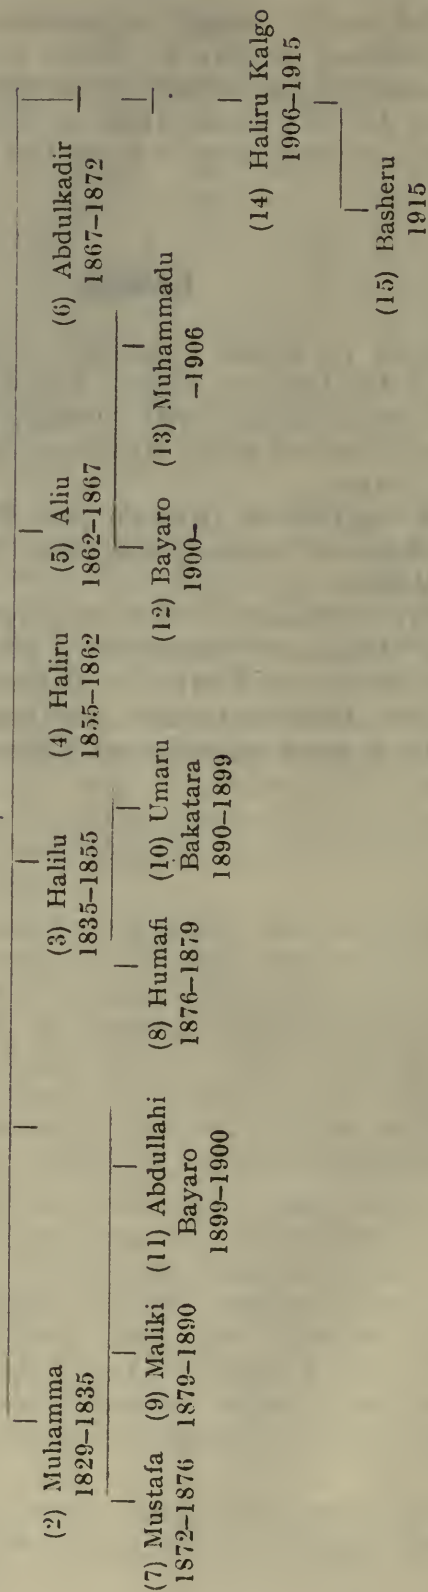 (2) Muhamma
1829–1835
(3) Halilu
1835–1855
(4) Haliru
1855–1862
(5) Aliu
1862–1867
(6) Abdulkadir
1867–1872
(7) Mustafa
1872–1876
(9) Maliki
1879–1890
(11) Abdullahi
Bayaro
1899–1900
(8) Humafi
1876–1879
(10) Umaru
Bakatara
1890–1899
(12) Bayaro
1900–
(13) Muhammadu
–1906
(14) Haliru Kalgo
1906–1915
(15) Basheru
1915